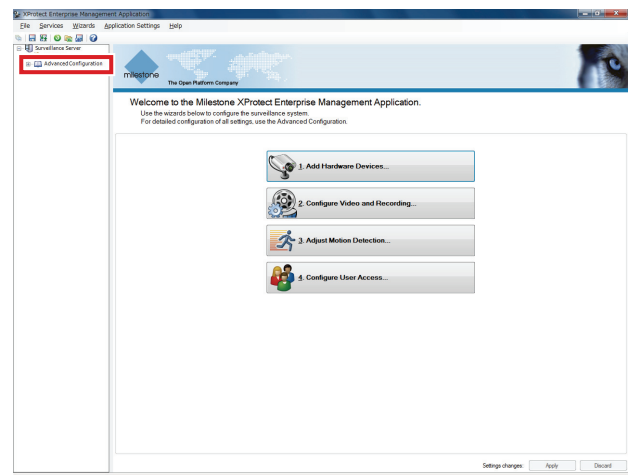 XProtect Enterprise Management Application
File Services Wizards Application Settings Help
Surveillance Server
Advanced Configuration
milestone
The Open Platform Company
Welcome to the Milestone XProtect Enterprise Management Application.
Use the wizards below to configure the surveillance system.
For detailed configuration of all settings, use the Advanced Configuration.
1. Add Hardware Devices...
2. Configure Video and Recording...
3. Adjust Motion Detection...
4. Configure User Access...
Settings changes: Apply Discard